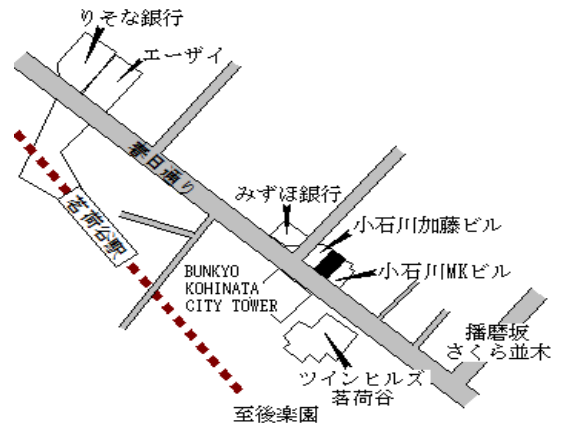 りそな銀行
エーザイ
春日通り
みずほ銀行
小石川加藤ビル
茗荷谷駅
小石川MKビル
BUNKYO
KOHINATA
CITY TOWER
播磨坂
さくら並木
ツインヒルズ
茗荷谷
至後楽園